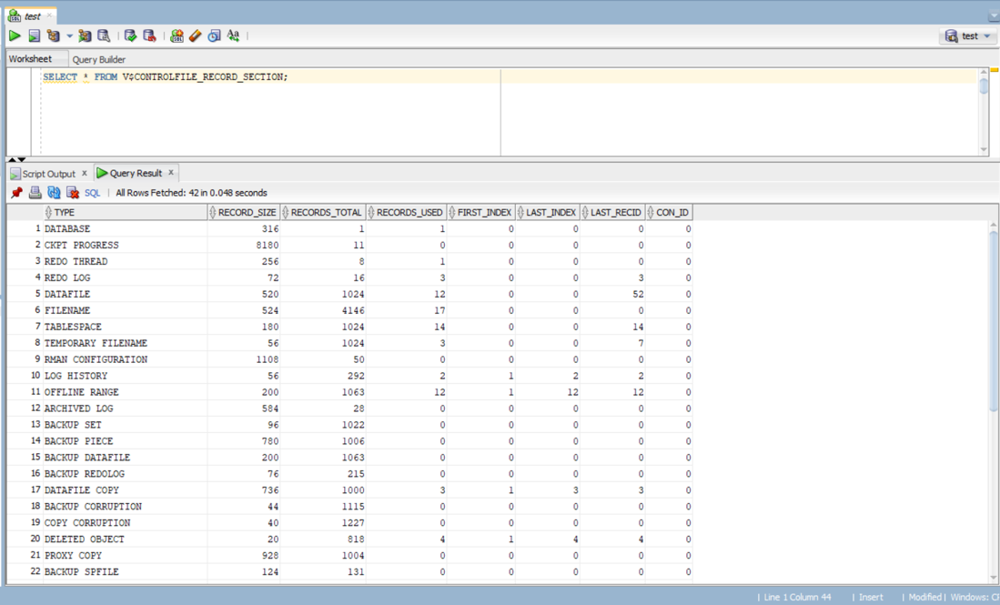 test
test
Worksheet Query Builder
SELECT * FROM V$CONTROLFILE_RECORD_SECTION;
Script Output x Query Result x
SQL | All Rows Fetched: 42 in 0.048 seconds
TYPE RECORD_SIZE RECORDS_TOTAL RECORDS_USED FIRST_INDEX LAST_INDEX LAST_RECID CON_ID
1 DATABASE 316 1 1 0 0 0 0
2 CKPT PROGRESS 8180 11 0 0 0 0 0
3 REDO THREAD 256 8 1 0 0 0 0
4 REDO LOG 72 16 3 0 0 3 0
5 DATAFILE 520 1024 12 0 0 52 0
6 FILENAME 524 4146 17 0 0 0 0
7 TABLESPACE 180 1024 14 0 0 14 0
8 TEMPORARY FILENAME 56 1024 3 0 0 7 0
9 RMAN CONFIGURATION 1108 50 0 0 0 0 0
10 LOG HISTORY 56 292 2 1 2 2 0
11 OFFLINE RANGE 200 1063 12 1 12 12 0
12 ARCHIVED LOG 584 28 0 0 0 0 0
13 BACKUP SET 96 1022 0 0 0 0 0
14 BACKUP PIECE 780 1006 0 0 0 0 0
15 BACKUP DATAFILE 200 1063 0 0 0 0 0
16 BACKUP REDOLOG 76 215 0 0 0 0 0
17 DATAFILE COPY 736 1000 3 1 3 3 0
18 BACKUP CORRUPTION 44 1115 0 0 0 0 0
19 COPY CORRUPTION 40 1227 0 0 0 0 0
20 DELETED OBJECT 20 818 4 1 4 4 0
21 PROXY COPY 928 1004 0 0 0 0 0
22 BACKUP SPFILE 124 131 0 0 0 0 0
| Line 1 Column 44 | Insert | Modified | Windows: CR